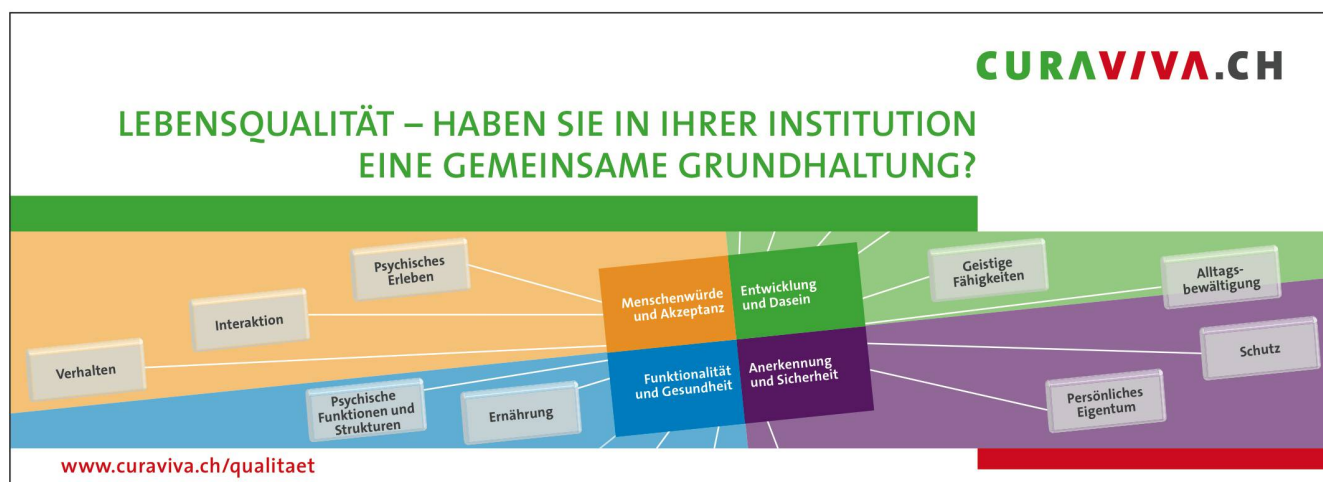 CURAVIVA.CH
LEBENSQUALITÄT – HABEN SIE IN IHRER INSTITUTION
EINE GEMEINSAME GRUNDHALTUNG?
Psychisches
Erleben
Interaktion
Verhalten
Menschenwürde
und Akzeptanz
Entwicklung
und Dasein
Geistige
Fähigkeiten
Alltags-
bewältigung
Psychische
Funktionen und
Strukturen
Ernährung
Funktionalität
und Gesundheit
Anerkennung
und Sicherheit
Persönliches
Eigentum
Schutz
www.curaviva.ch/qualitaet